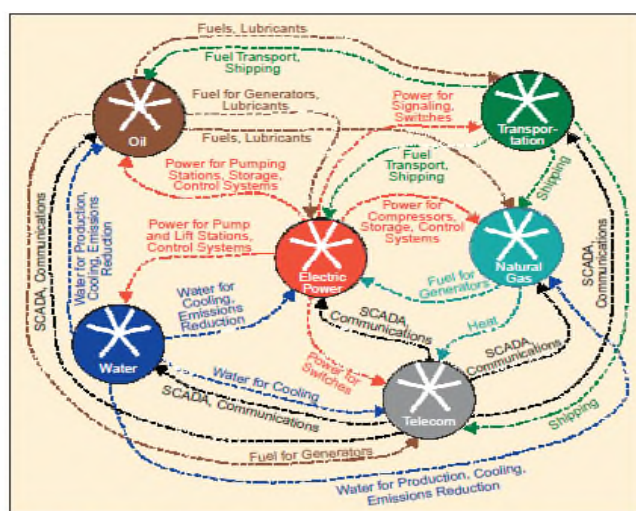 Fuels, Lubricants
Fuel Transport,
Shipping
Fuel for Generators,
Lubricants
Power for
Signaling,
Switches
Oil
Transpor-
tation
Fuels, Lubricants
Fuel
Transport,
Shipping
Shipping
Power for Pumping
Stations, Storage,
Control Systems
Power for Pump
and Lift Stations,
Control Systems
Power for
Compressors,
Storage, Control
Systems
SCADA, Communications
Water for Production,
Cooling, Emissions
Reduction
Electric
Power
Natural
Gas
SCADA,
Communications
Water for
Cooling,
Emissions
Reduction
Fuel for
Generators
SCADA,
Communications
Heat
SCADA,
Communications
Water
Power for
Switches
Water for Cooling
SCADA, Communications
Telecom
Shipping
Fuel for Generators
Water for Production, Cooling,
Emissions Reduction